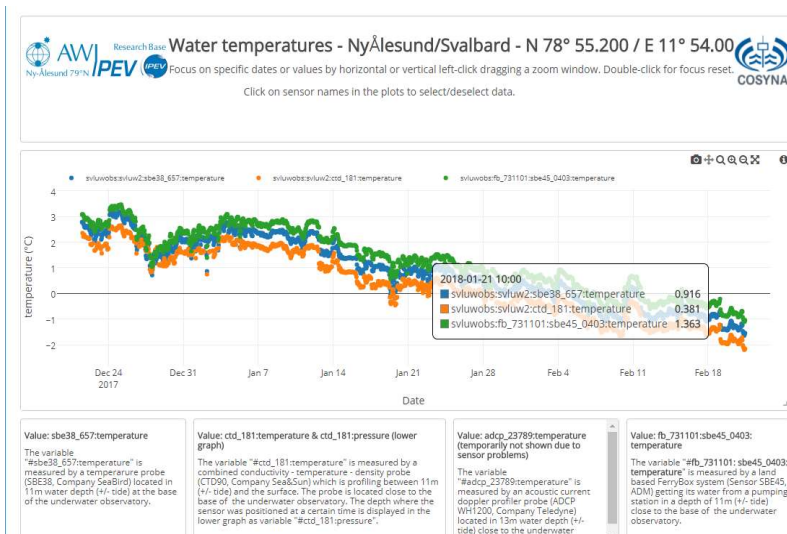 AWI
Research Base
Ny-Ålesund 79°N
IPEV
IPEV
Water temperatures - NyÅlesund/Svalbard - N 78° 55.200 / E 11° 54.00
Focus on specific dates or values by horizontal or vertical left-click dragging a zoom window. Double-click for focus reset.
Click on sensor names in the plots to select/deselect data.
COSYNA
svluwobs:svluw2:sbe38_657:temperature
svluwobs:svluw2:ctd_181:temperature
svluwobs:fb_731101:sbe45_0403:temperature
temperature (°C)
4
3
2
1
0
−1
−2
2018-01-21 10:00
svluwobs:svluw2:sbe38_657:temperature 0.916
svluwobs:svluw2:ctd_181:temperature 0.381
svluwobs:fb_731101:sbe45_0403:temperature 1.363
Dec 24
2017
Dec 31
Jan 7
Jan 14
Jan 21
Jan 28
Feb 4
Feb 11
Feb 18
Date
Value: sbe38_657:temperature
The variable
"#sbe38_657:temperature" is
measured by a temperarure probe
(SBE38, Company SeaBird) located in
11m water depth (+/- tide) at the base
of the underwater observatory.
Value: ctd_181:temperature & ctd_181:pressure (lower
graph)
The variable "#ctd_181:temperature" is measured by a
combined conductivity - temperature - density probe
(CTD90, Company Sea&Sun) which is profiling between 11m
(+/- tide) and the surface. The probe is located close to the
base of the underwater observatory. The depth where the
sensor was positioned at a certain time is displayed in the
lower graph as variable "#ctd_181:pressure".
Value: adcp_23789:temperature
(temporarily not shown due to
sensor problems)
The variable
"#adcp_23789:temperature" is
measured by an acoustic current
doppler profiler probe (ADCP
WH1200, Company Teledyne)
located in 13m water depth (+/-
tide) close to the underwater
Value: fb_731101:sbe45_0403:
temperature
The variable "#fb_731101: sbe45_0403:
temperature" is measured by a land
based FerryBox system (Sensor SBE45,
ADM) getting its water from a pumping
station in a depth of 11m (+/- tide)
close to the base of the underwater
observatory.